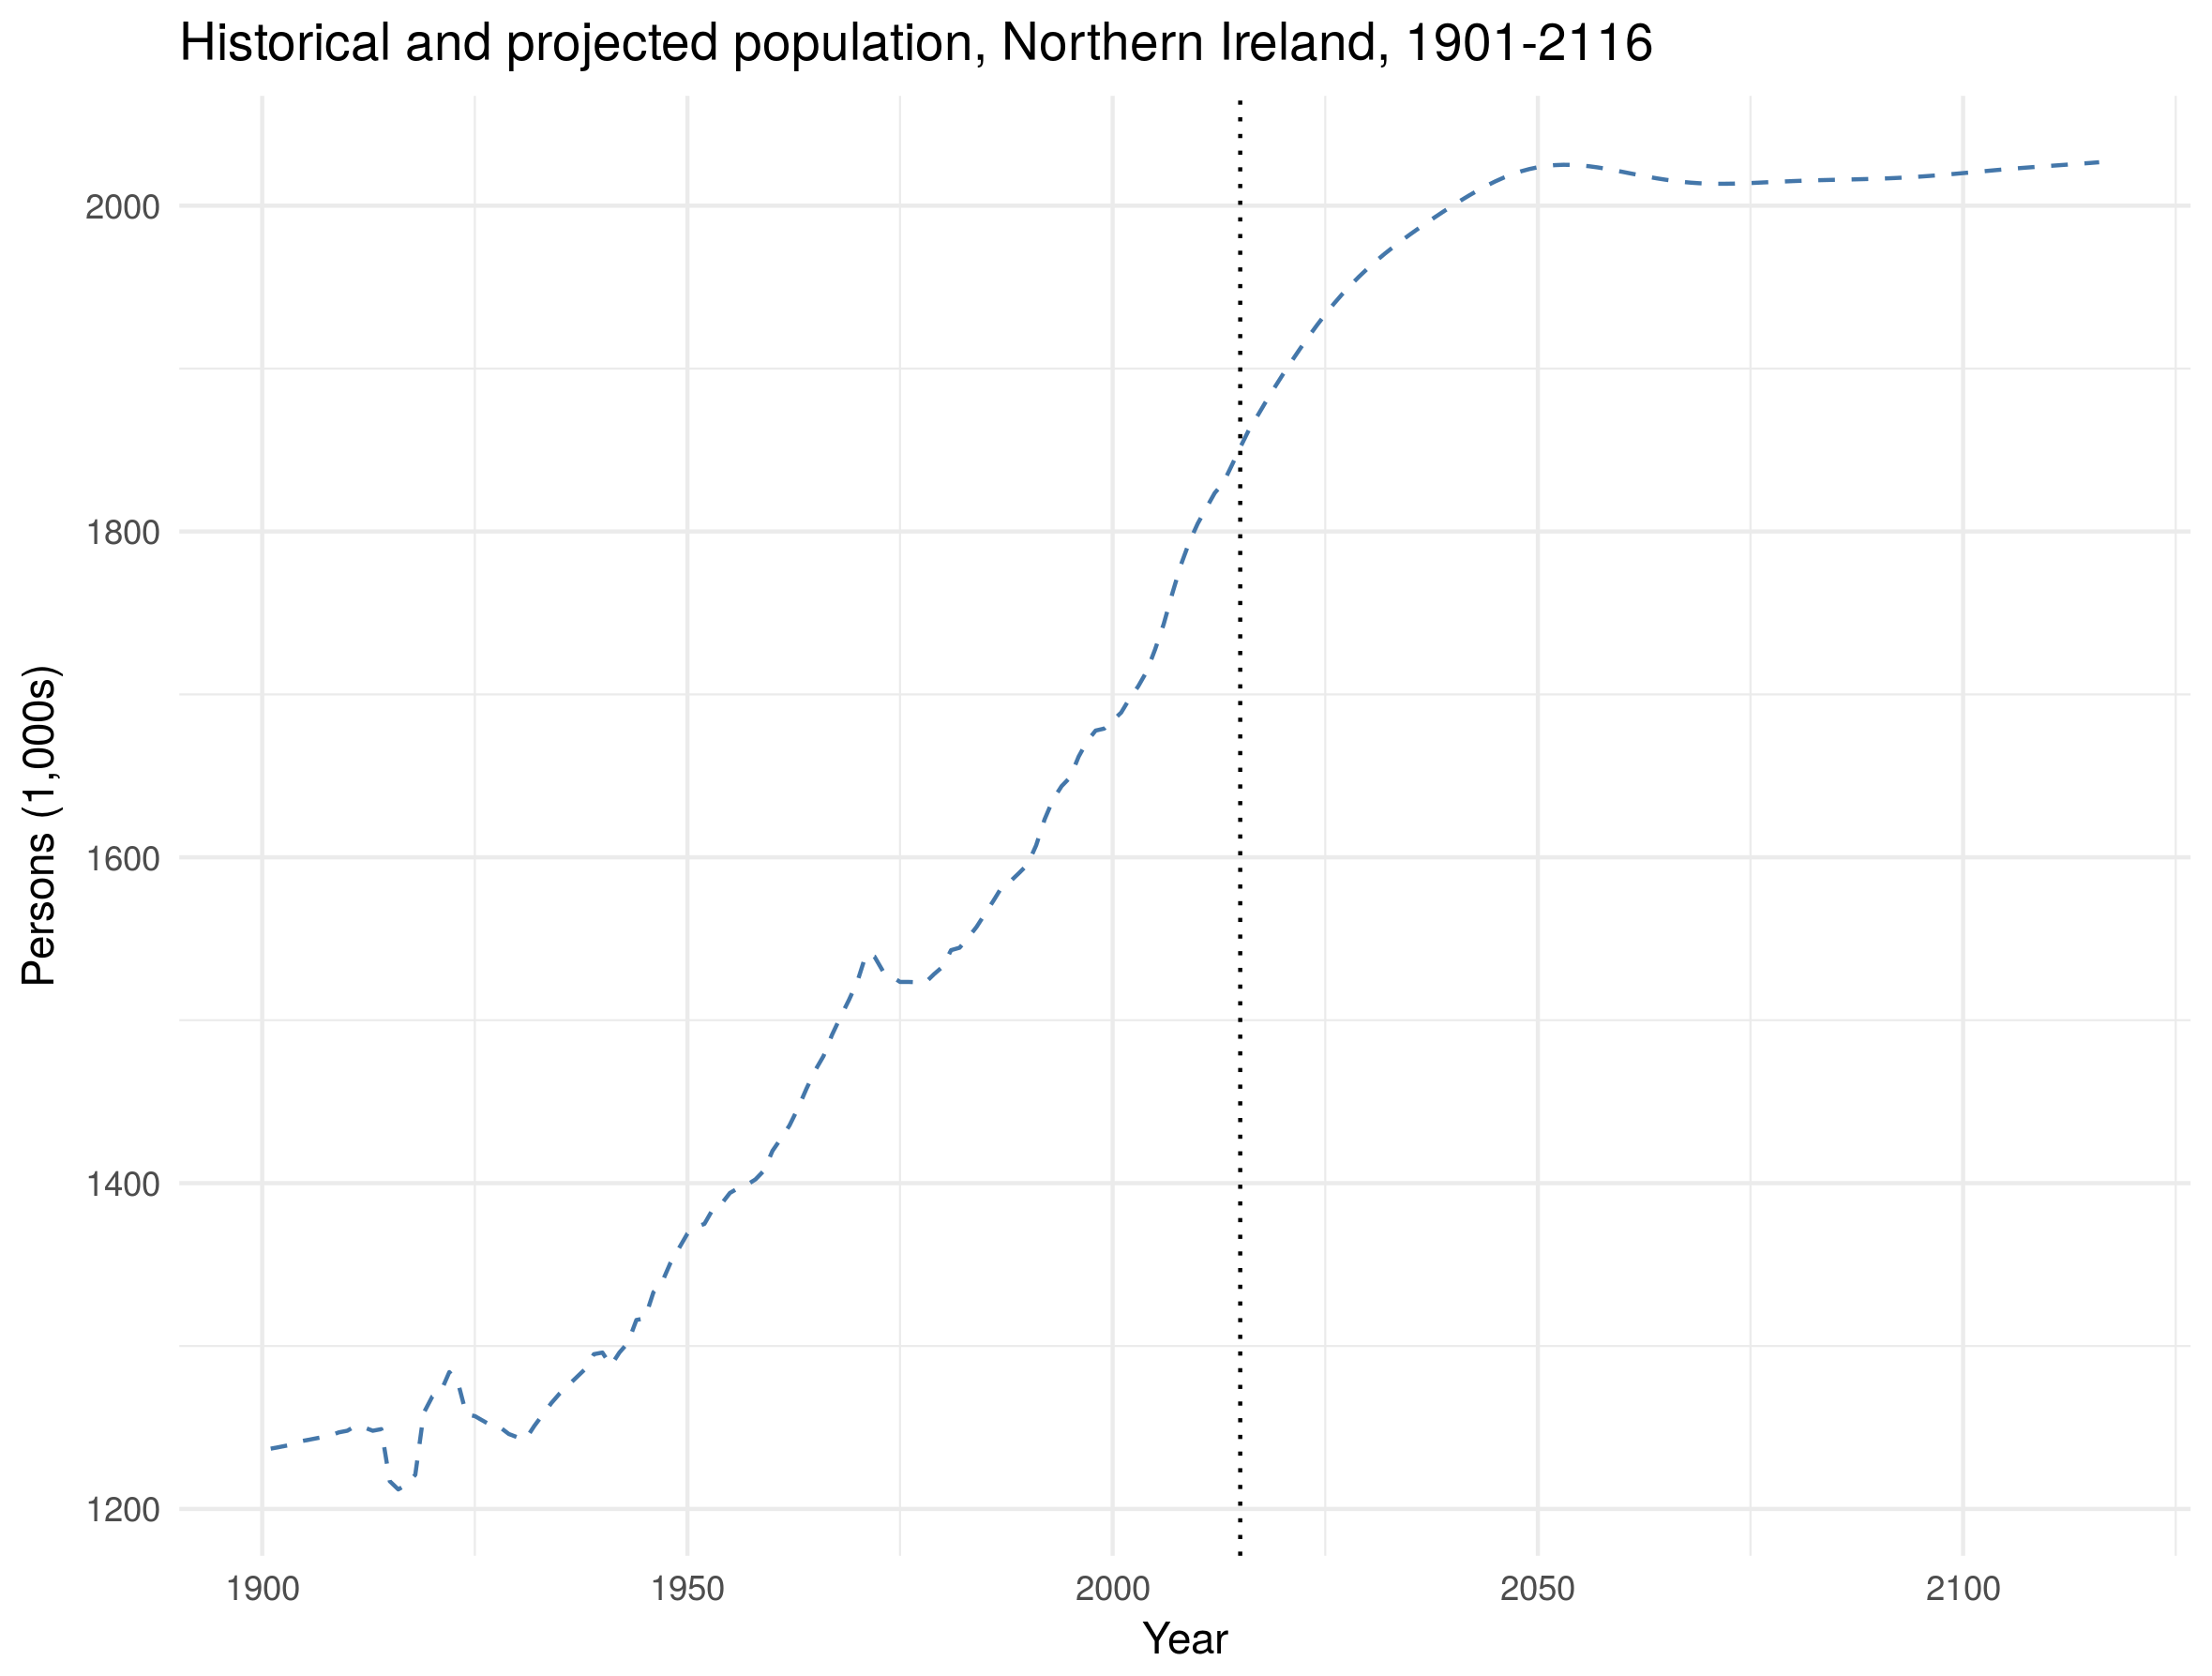 Historical and projected population, Northern Ireland, 1901-2116
Persons (1,000s)
2000
1800
1600
1400
1200
1900 1950 2000 2050 2100
Year